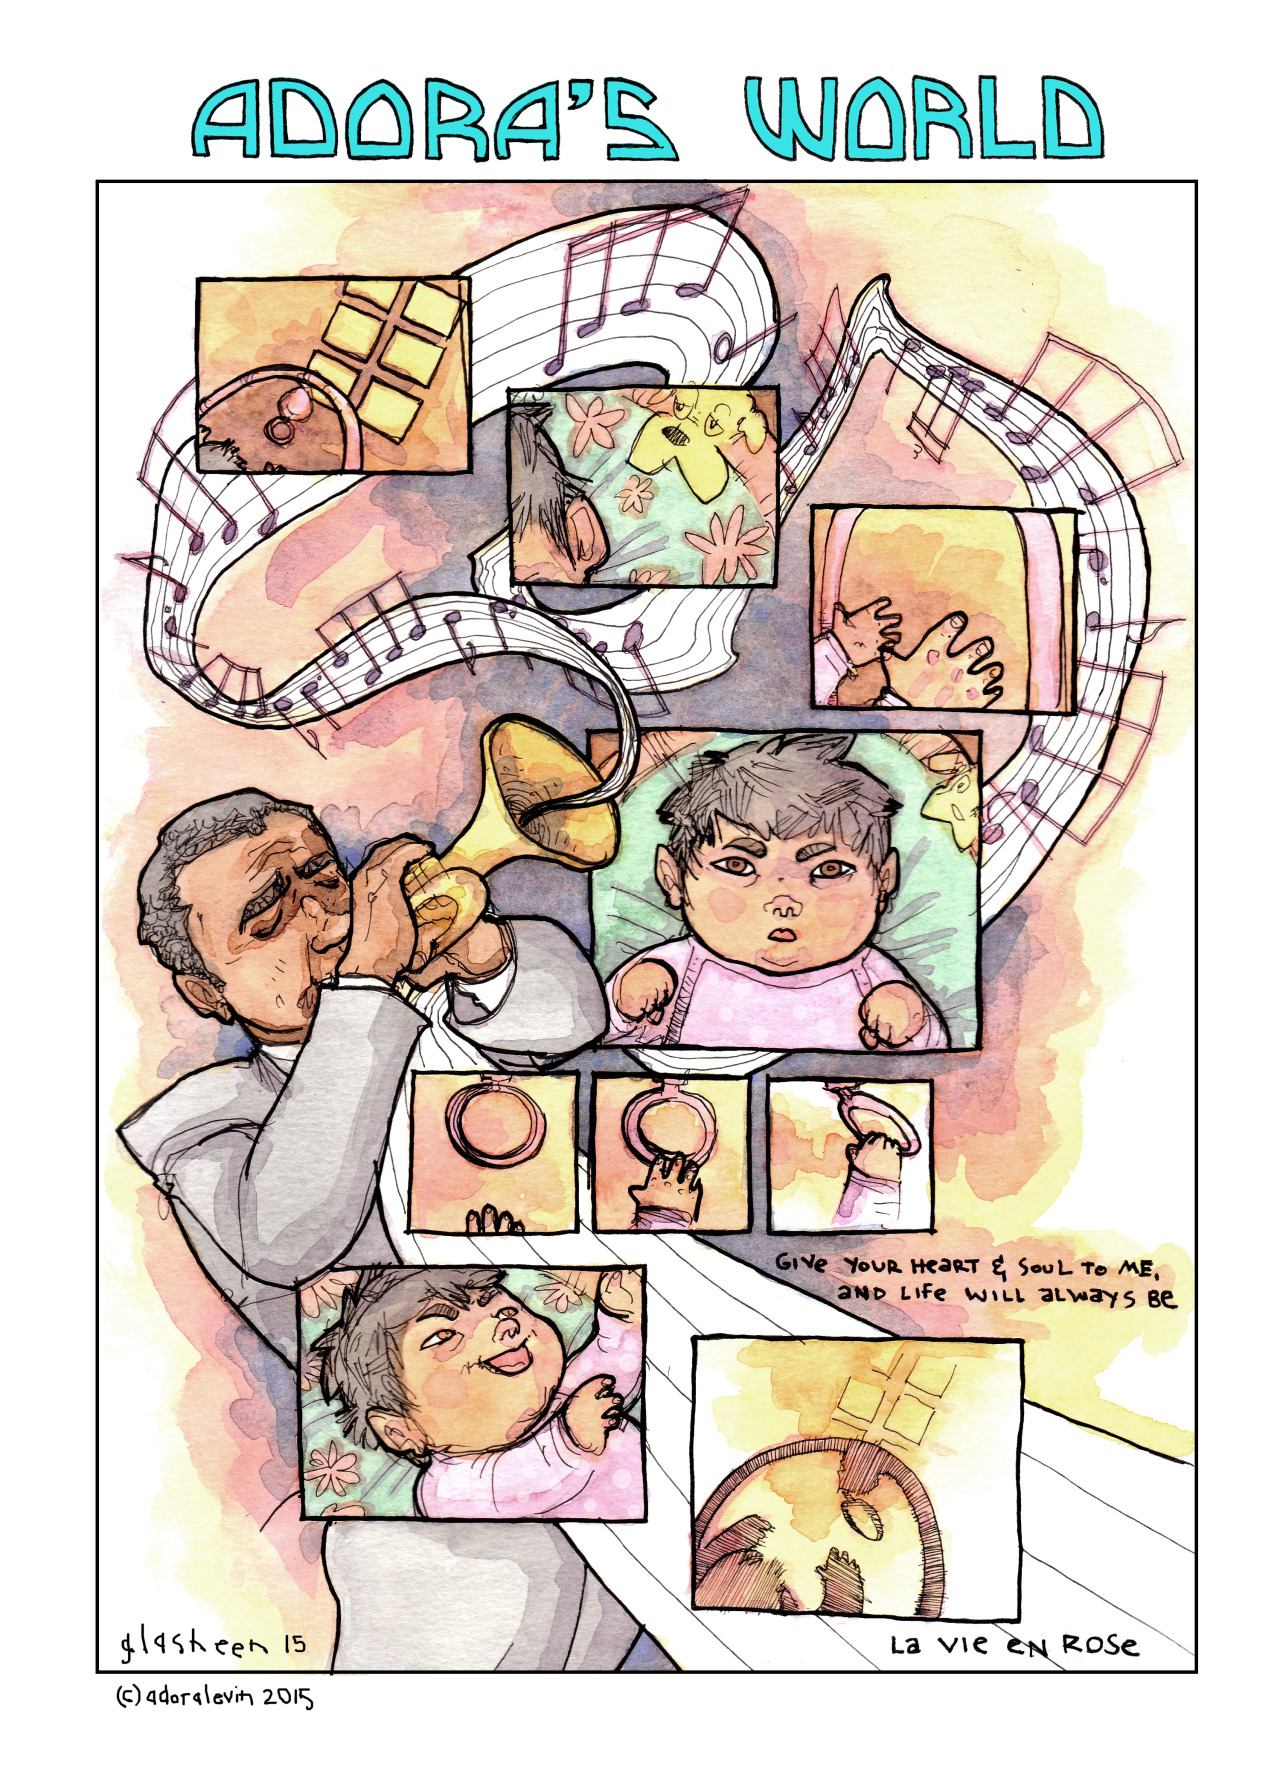 ADORA'S WORLD
GIVE YOUR HEART & SOUL TO ME,
AND LIFE WILL ALWAYS BE
LA VIE EN ROSE
glasheen 15
(c) adoralevin 2015